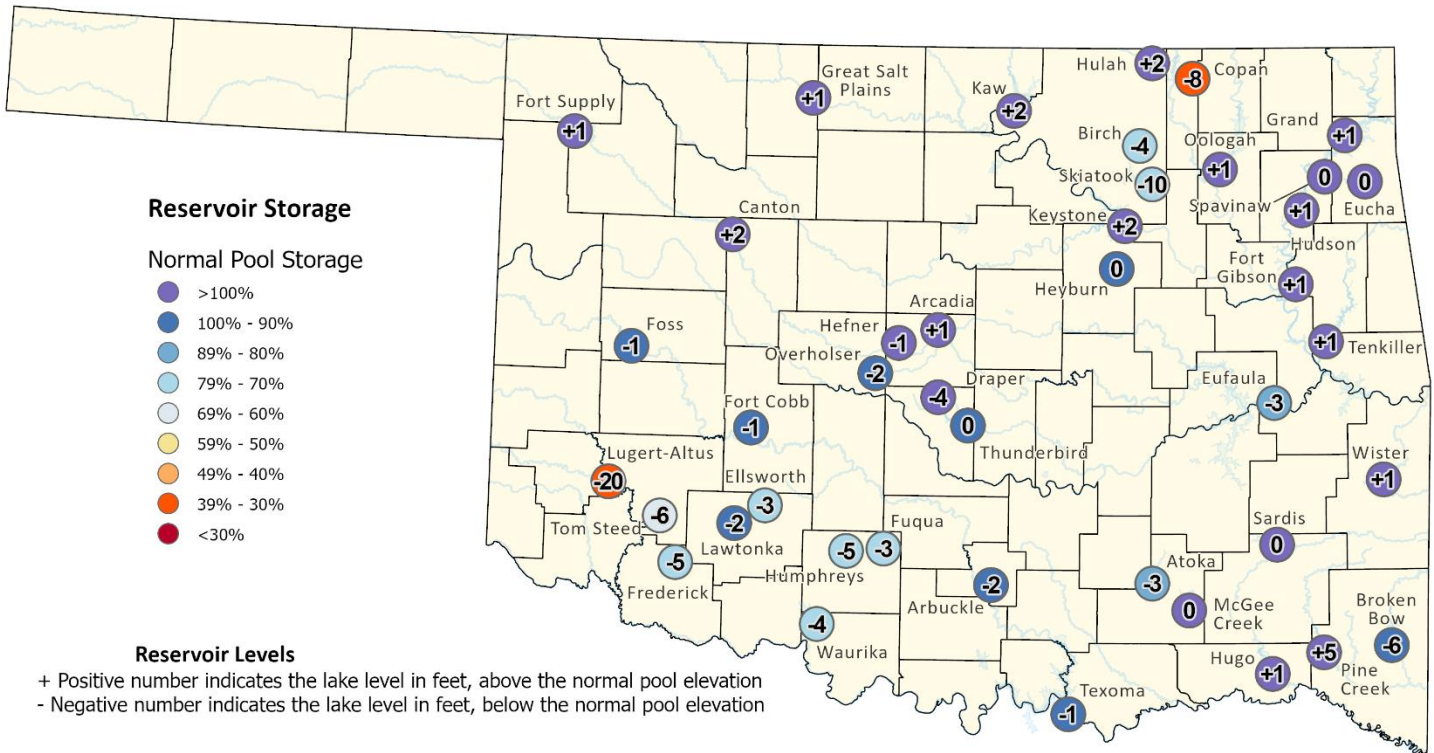 Hulah
+2
-8
Copan
Great Salt
Plains
+1
Kaw
+2
Fort Supply
+1
Grand
+1
Birch
-4
Oologah
+1
Skiatook
-10
0
0
Spavinaw
Eucha
+1
Hudson
Reservoir Storage
Canton
+2
Keystone
+2
Normal Pool Storage
Heyburn
0
Fort
Gibson
+1
>100%
100% - 90%
89% - 80%
79% - 70%
69% - 60%
59% - 50%
49% - 40%
39% - 30%
<30%
Foss
-1
Arcadia
+1
Hefner
-1
Overholser
-2
+1
Tenkiller
Draper
-4
Eufaula
-3
Fort Cobb
-1
0
Thunderbird
Lugert-Altus
-20
Wister
+1
Ellsworth
-3
Tom Steed
-6
-2
Lawtonka
Fuqua
-5
-3
Humphreys
Sardis
0
-5
Frederick
Arbuckle
-2
Atoka
-3
0
McGee
Creek
Broken
Bow
-6
-4
Waurika
Reservoir Levels
+ Positive number indicates the lake level in feet, above the normal pool elevation
- Negative number indicates the lake level in feet, below the normal pool elevation
Hugo
+1
+5
Pine
Creek
Texoma
-1